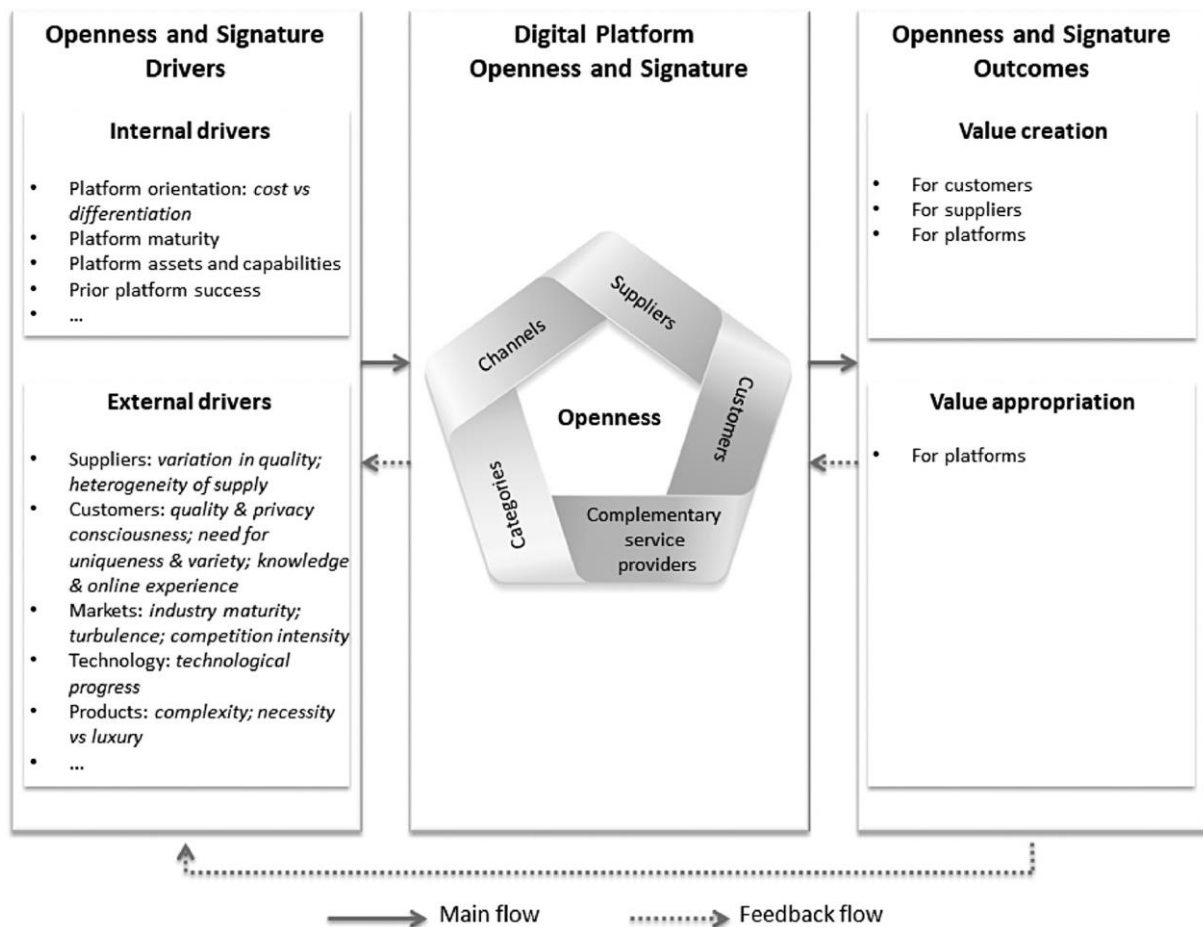 Openness and Signature
Drivers
Internal drivers
• Platform orientation: cost vs
differentiation
• Platform maturity
• Platform assets and capabilities
• Prior platform success
• ...
External drivers
• Suppliers: variation in quality;
heterogeneity of supply
• Customers: quality & privacy
consciousness; need for
uniqueness & variety; knowledge
& online experience
• Markets: industry maturity;
turbulence; competition intensity
• Technology: technological
progress
• Products: complexity; necessity
vs luxury
• ...
Digital Platform
Openness and Signature
Suppliers
Channels
Customers
Openness
Categories
Complementary
service
providers
Openness and Signature
Outcomes
Value creation
• For customers
• For suppliers
• For platforms
Value appropriation
• For platforms
Main flow
Feedback flow